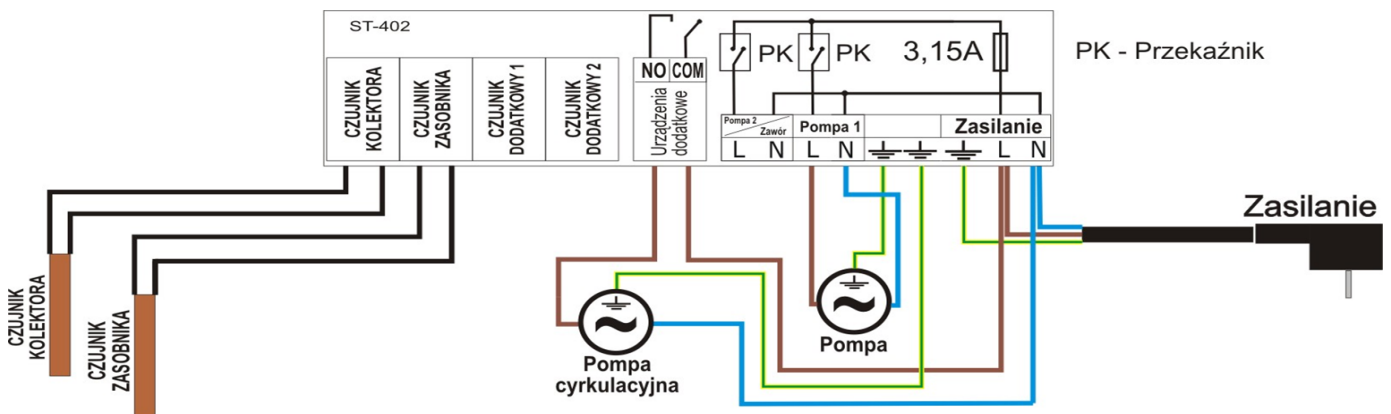 ST-402
CZUJNIK
KOLEKTORA
CZUJNIK
ZASOBNIKA
CZUJNIK
DODATKOWY 1
CZUJNIK
DODATKOWY 2
NO COM
Urządzenia
dodatkowe
PK
PK
3,15A
PK - Przekaźnik
Pompa 2
Zawór
Pompa 1
Zasilanie
L N L N L N
Zasilanie
CZUJNIK
KOLEKTORA
CZUJNIK
ZASOBNIKA
Pompa
cyrkulacyjna
Pompa